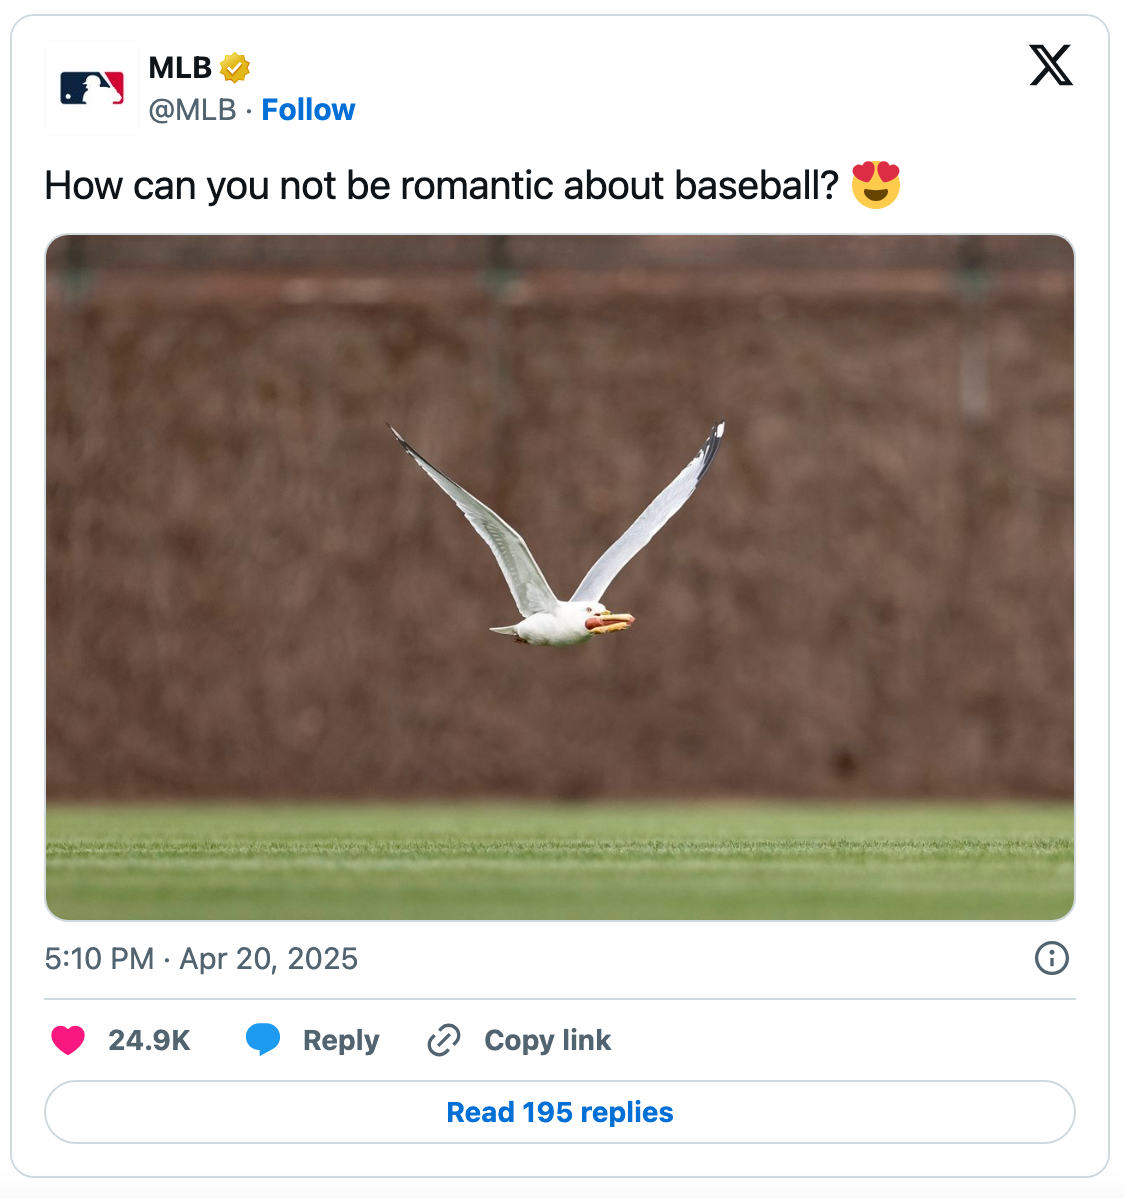 MLB
@MLB · Follow
How can you not be romantic about baseball? 😍
5:10 PM · Apr 20, 2025
24.9K Reply Copy link
Read 195 replies